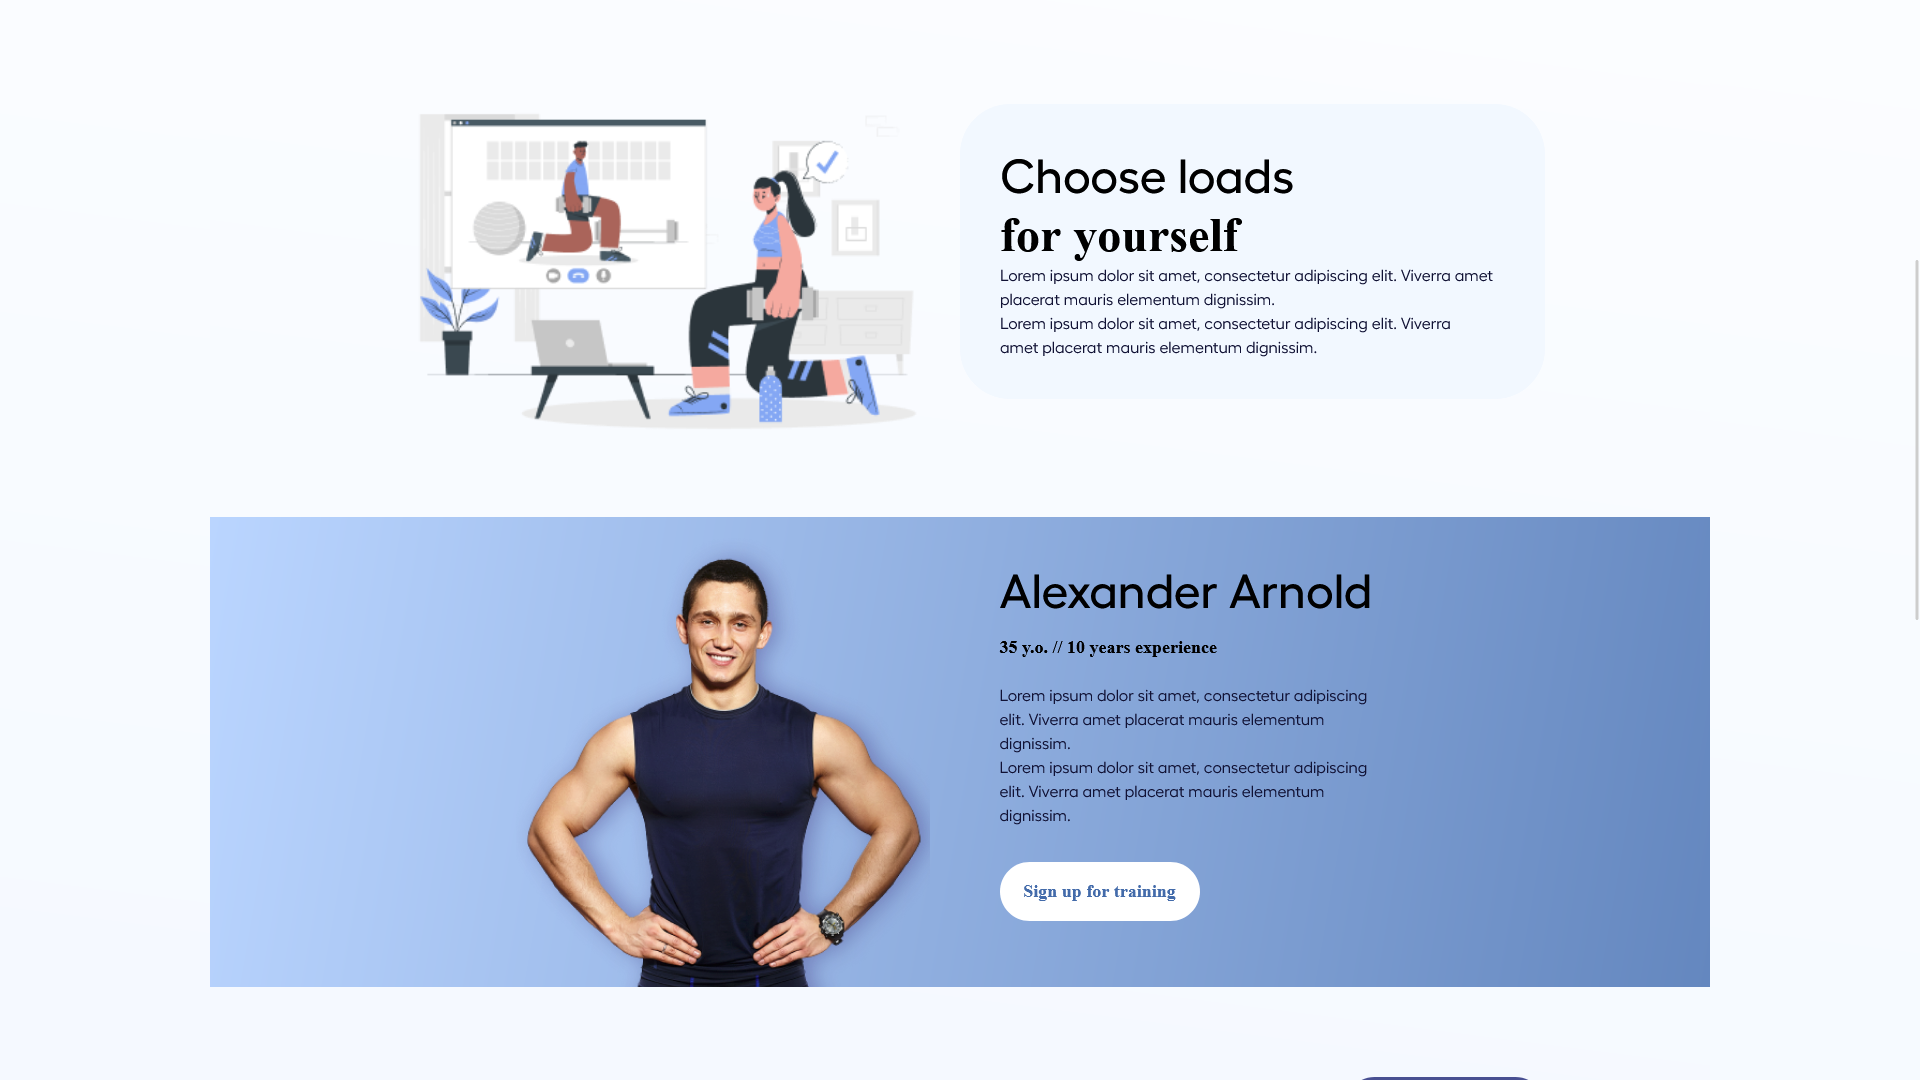 Choose loads
for yourself
Lorem ipsum dolor sit amet, consectetur adipiscing elit. Viverra amet
placerat mauris elementum dignissim.
Lorem ipsum dolor sit amet, consectetur adipiscing elit. Viverra
amet placerat mauris elementum dignissim.
Alexander Arnold
35 y.o. // 10 years experience
Lorem ipsum dolor sit amet, consectetur adipiscing
elit. Viverra amet placerat mauris elementum
dignissim.
Lorem ipsum dolor sit amet, consectetur adipiscing
elit. Viverra amet placerat mauris elementum
dignissim.
Sign up for training